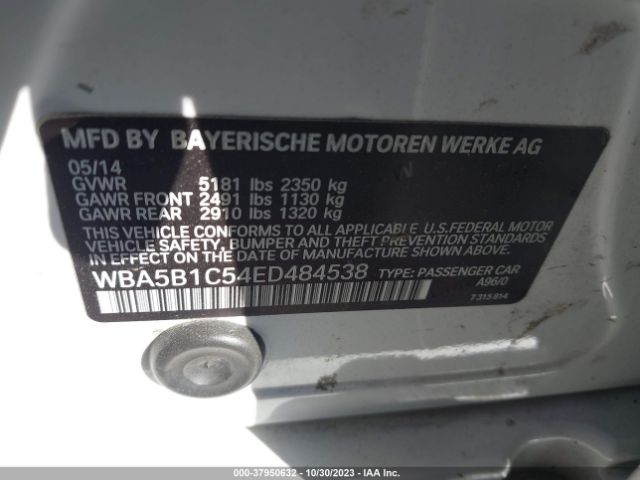 MFD BY BAYERISCHE MOTOREN WERKE AG
05/14
GVWR 5181 lbs 2350 kg
GAWR FRONT 2491 lbs 1130 kg
GAWR REAR 2910 lbs 1320 kg
THIS VEHICLE CONFORMS TO ALL APPLICABLE U.S.FEDERAL MOTOR
VEHICLE SAFETY, BUMPER AND THEFT PREVENTION STANDARDS
IN EFFECT ON THE DATE OF MANUFACTURE SHOWN ABOVE.
WBA5B1C54ED484538 TYPE: PASSENGER CAR
A96/0
7315814
000-37950632 - 10/30/2023 - IAA Inc.